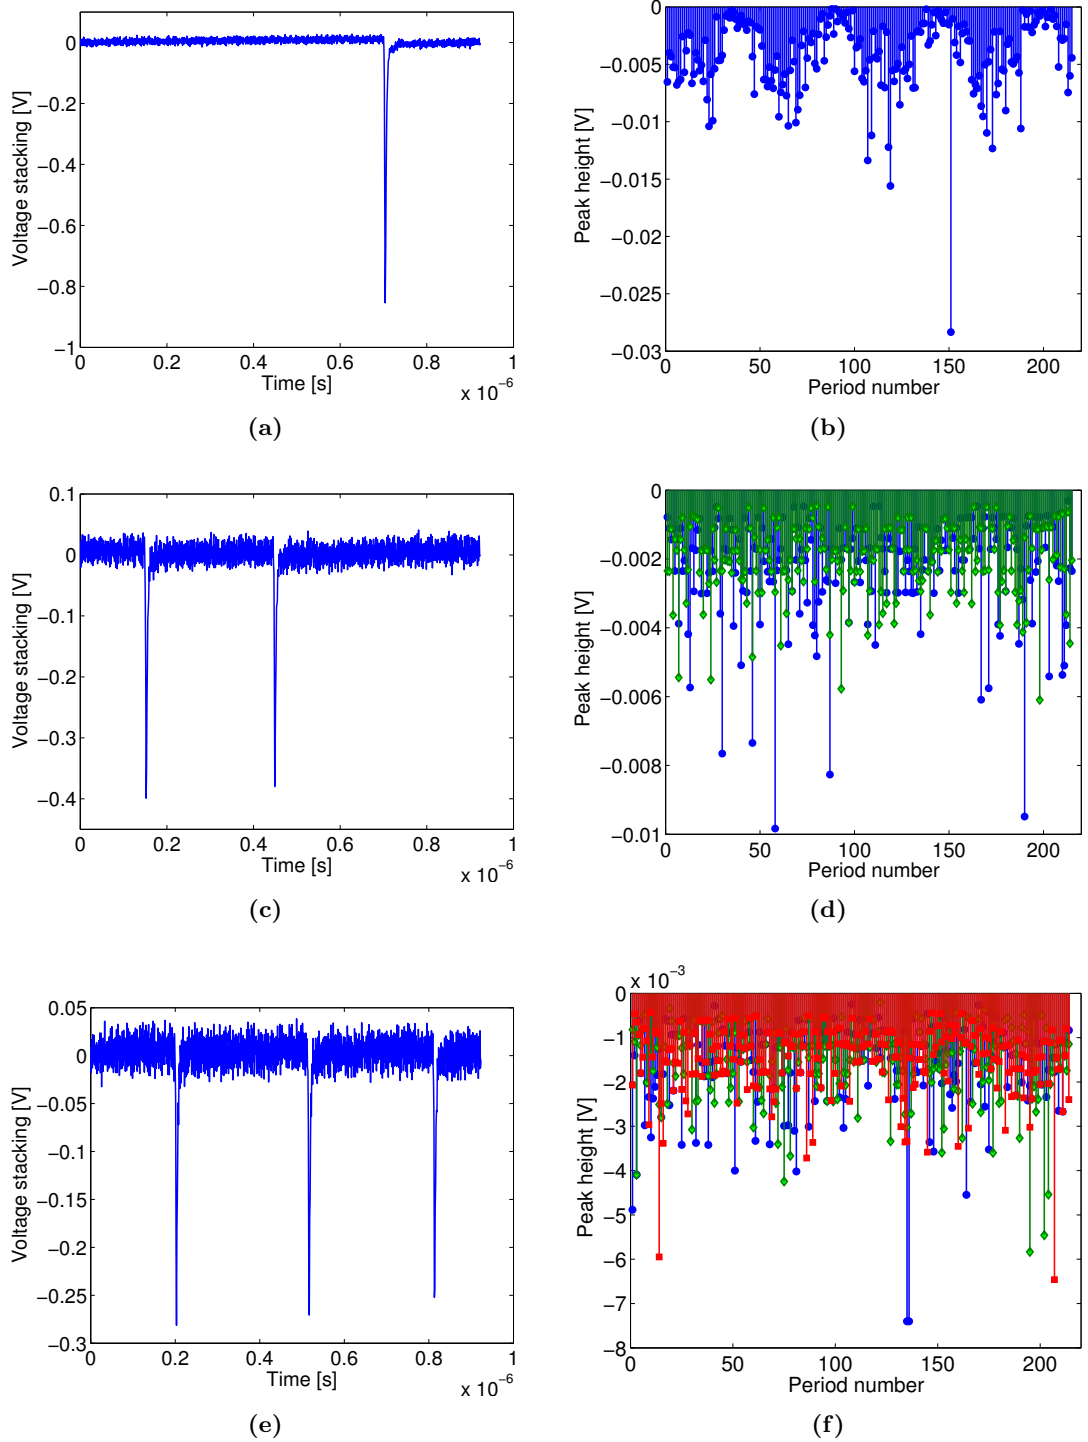 0
−0.2
−0.4
−0.6
−0.8
−1
Voltage stacking [V]
0 0.2 0.4 0.6 0.8 1
Time [s]
x 10⁻⁶
(a)
0
−0.005
−0.01
−0.015
−0.02
−0.025
−0.03
Peak height [V]
0 50 100 150 200
Period number
(b)
0.1
0
−0.1
−0.2
−0.3
−0.4
Voltage stacking [V]
0 0.2 0.4 0.6 0.8 1
Time [s]
x 10⁻⁶
(c)
0
−0.002
−0.004
−0.006
−0.008
−0.01
Peak height [V]
0 50 100 150 200
Period number
(d)
0.05
0
−0.05
−0.1
−0.15
−0.2
−0.25
−0.3
Voltage stacking [V]
0 0.2 0.4 0.6 0.8 1
Time [s]
x 10⁻⁶
(e)
x 10⁻³
0
−1
−2
−3
−4
−5
−6
−7
−8
Peak height [V]
0 50 100 150 200
Period number
(f)